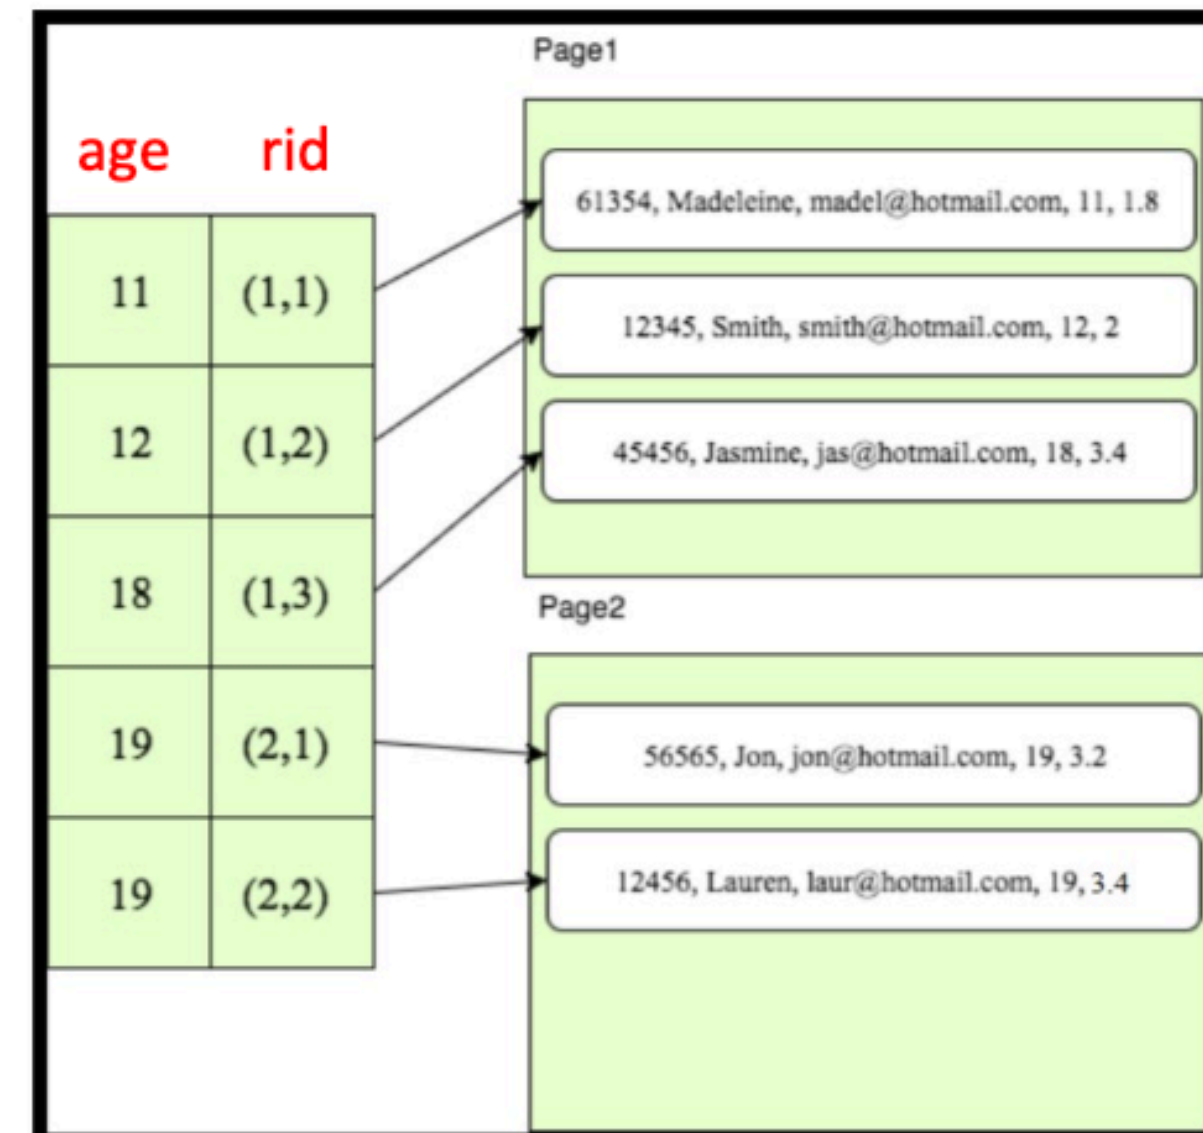 age rid
11 (1,1)
12 (1,2)
18 (1,3)
19 (2,1)
19 (2,2)
Page1
61354, Madeleine, madel@hotmail.com, 11, 1.8
12345, Smith, smith@hotmail.com, 12, 2
45456, Jasmine, jas@hotmail.com, 18, 3.4
Page2
56565, Jon, jon@hotmail.com, 19, 3.2
12456, Lauren, laur@hotmail.com, 19, 3.4